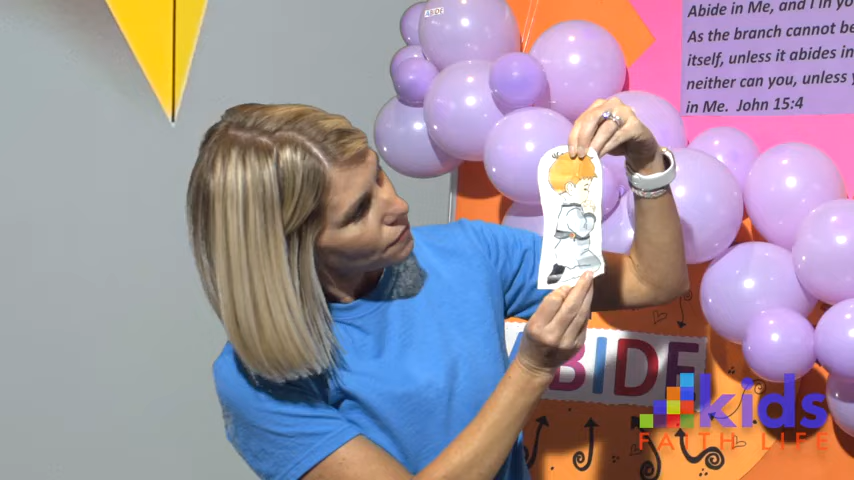 ABIDE
Abide in Me, and I in yo
As the branch cannot be
itself, unless it abides in
neither can you, unless y
in Me. John 15:4
ABIDE
kids
FAITH LIFE